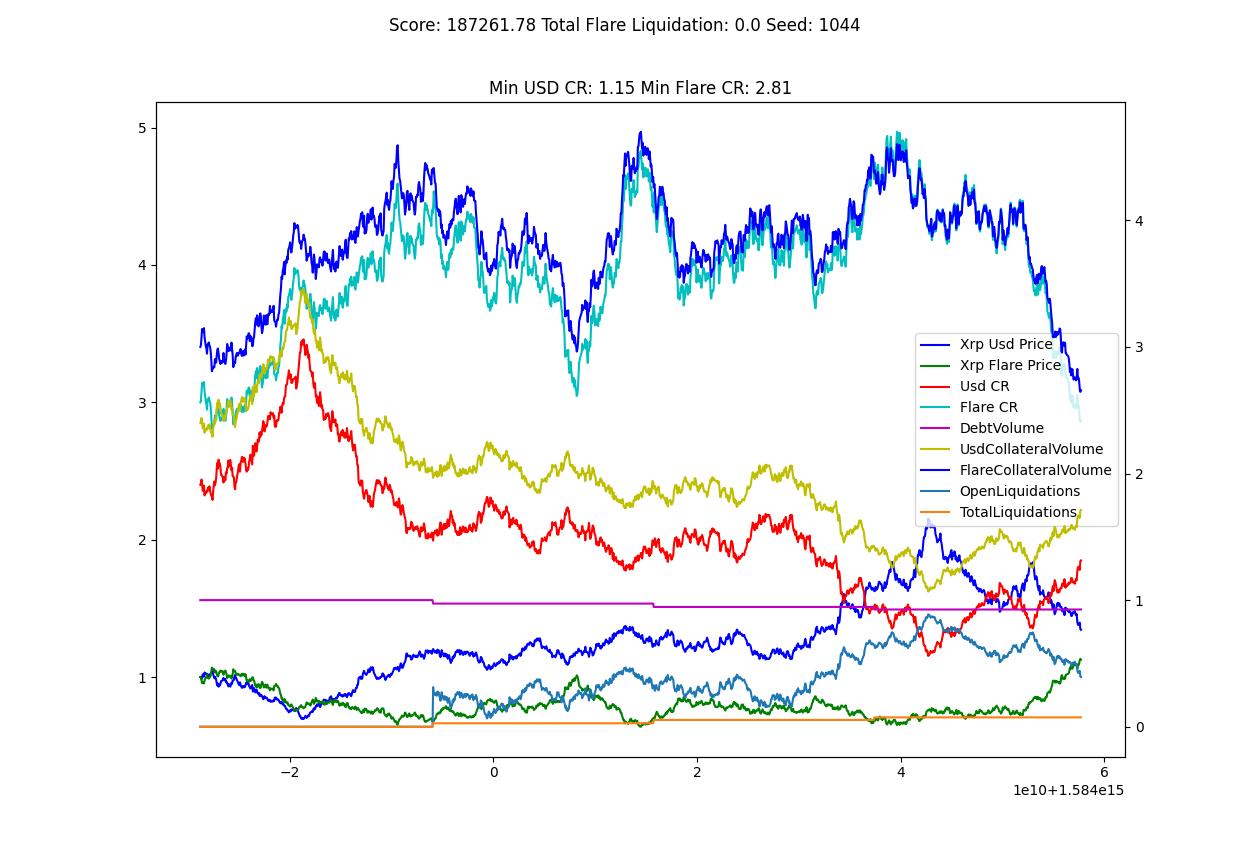 Score: 187261.78 Total Flare Liquidation: 0.0 Seed: 1044
Min USD CR: 1.15 Min Flare CR: 2.81
5
4
3
2
1
4
3
2
1
0
Xrp Usd Price
Xrp Flare Price
Usd CR
Flare CR
DebtVolume
UsdCollateralVolume
FlareCollateralVolume
OpenLiquidations
TotalLiquidations
−2 0 2 4 6
1e10+1.584e15